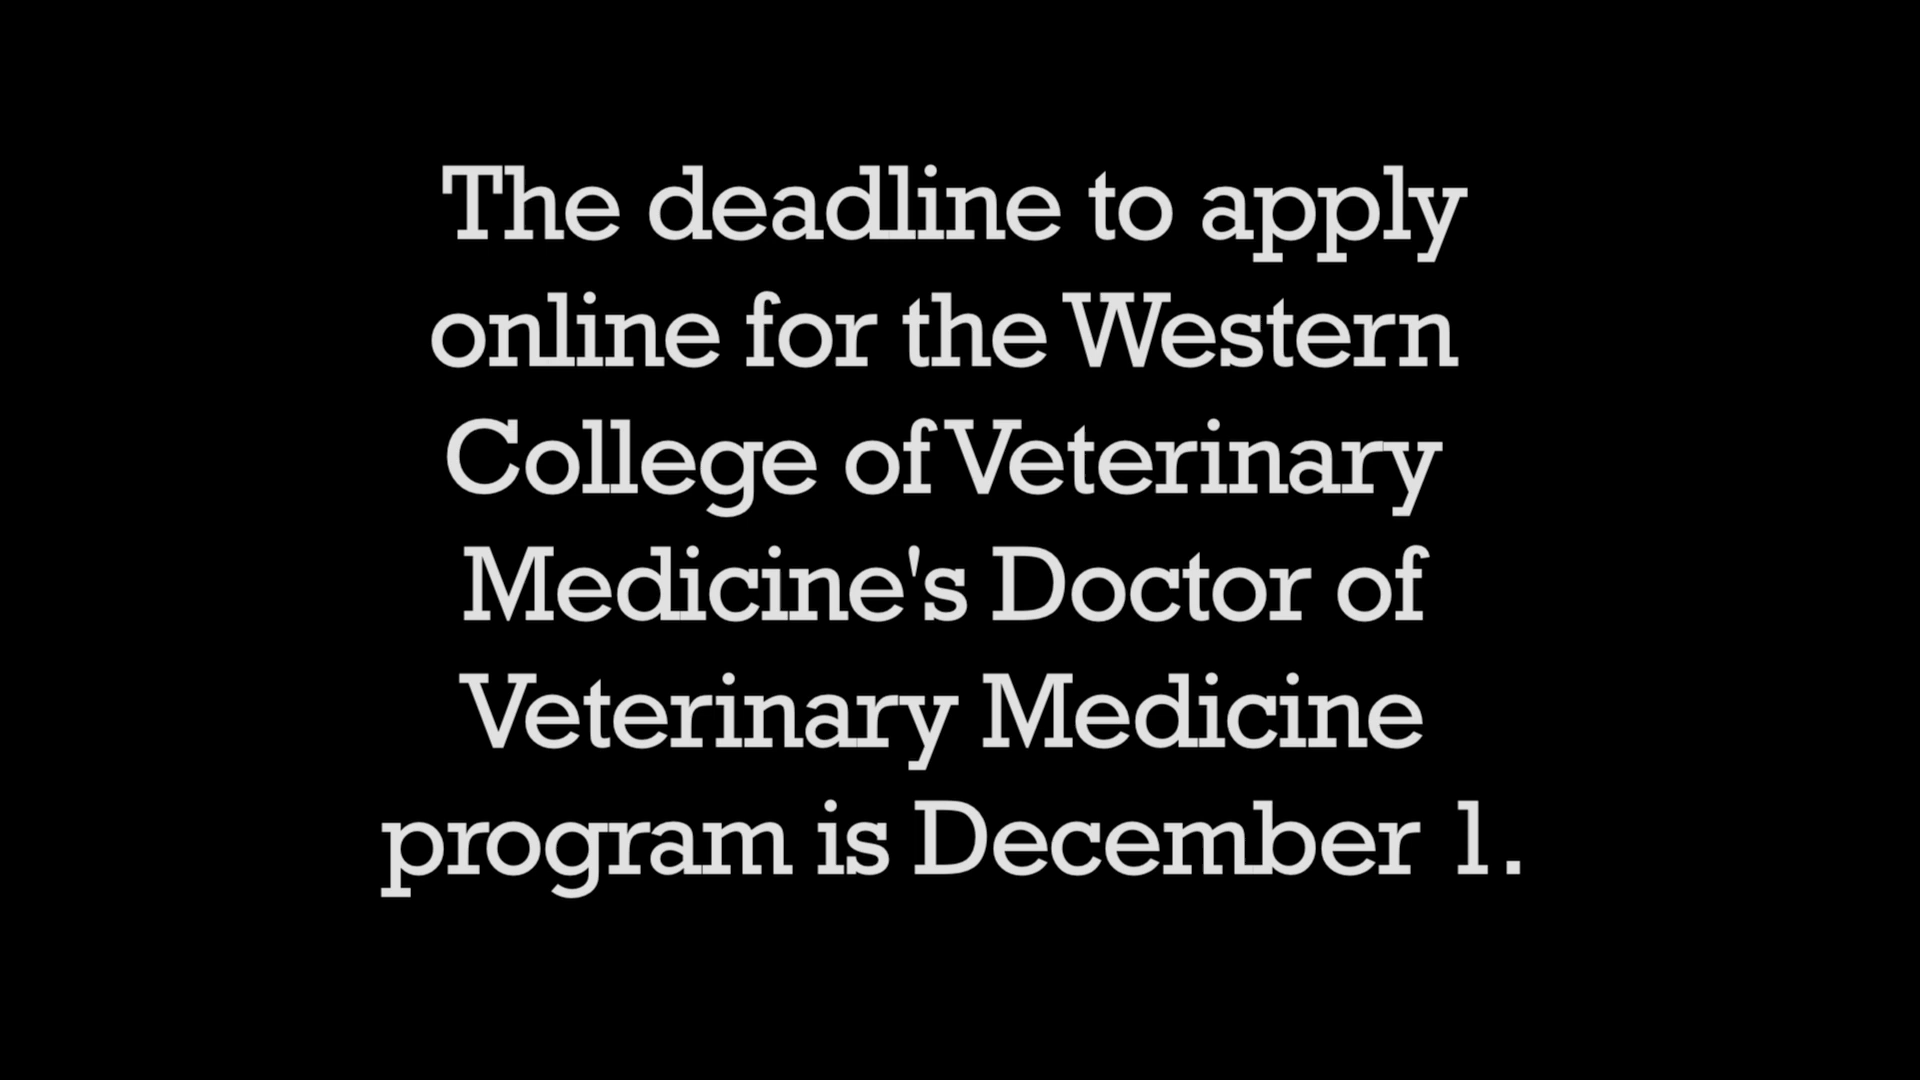 The deadline to apply
online for the Western
College of Veterinary
Medicine's Doctor of
Veterinary Medicine
program is December 1.